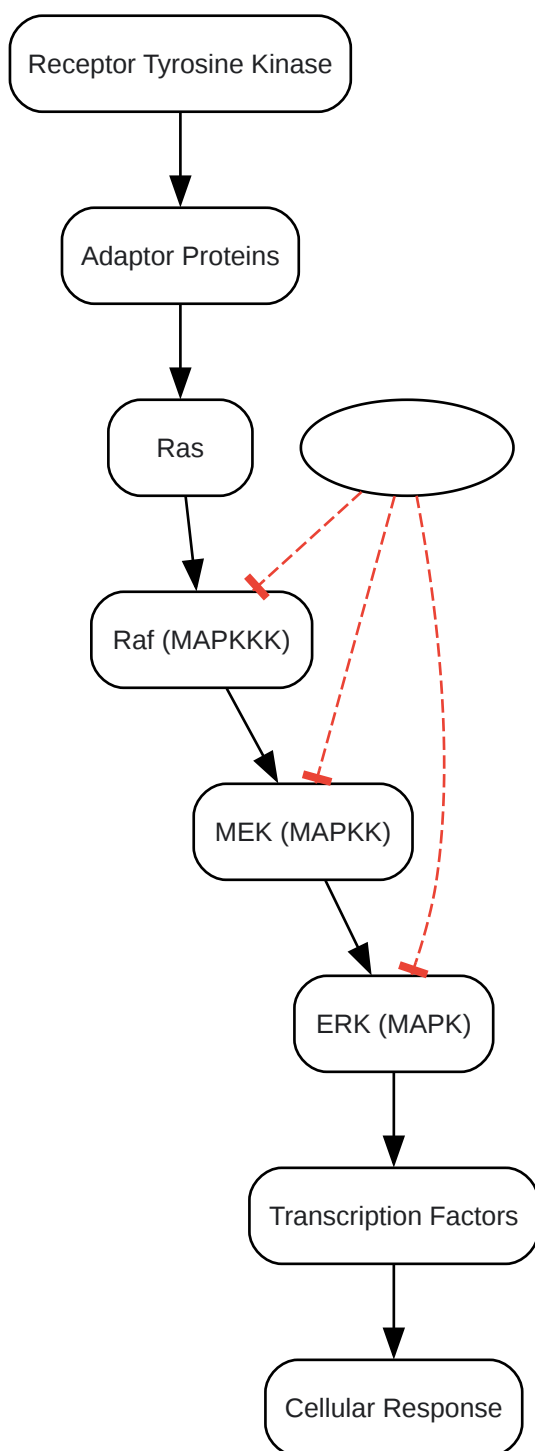 Receptor Tyrosine Kinase
Adaptor Proteins
Ras
Raf (MAPKKK)
MEK (MAPKK)
ERK (MAPK)
Transcription Factors
Cellular Response